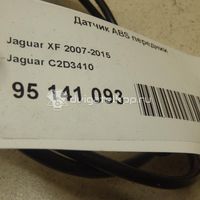 Датчик ABS передний
Jaguar XF 2007-2015
Jaguar C2D3410
95 141 093